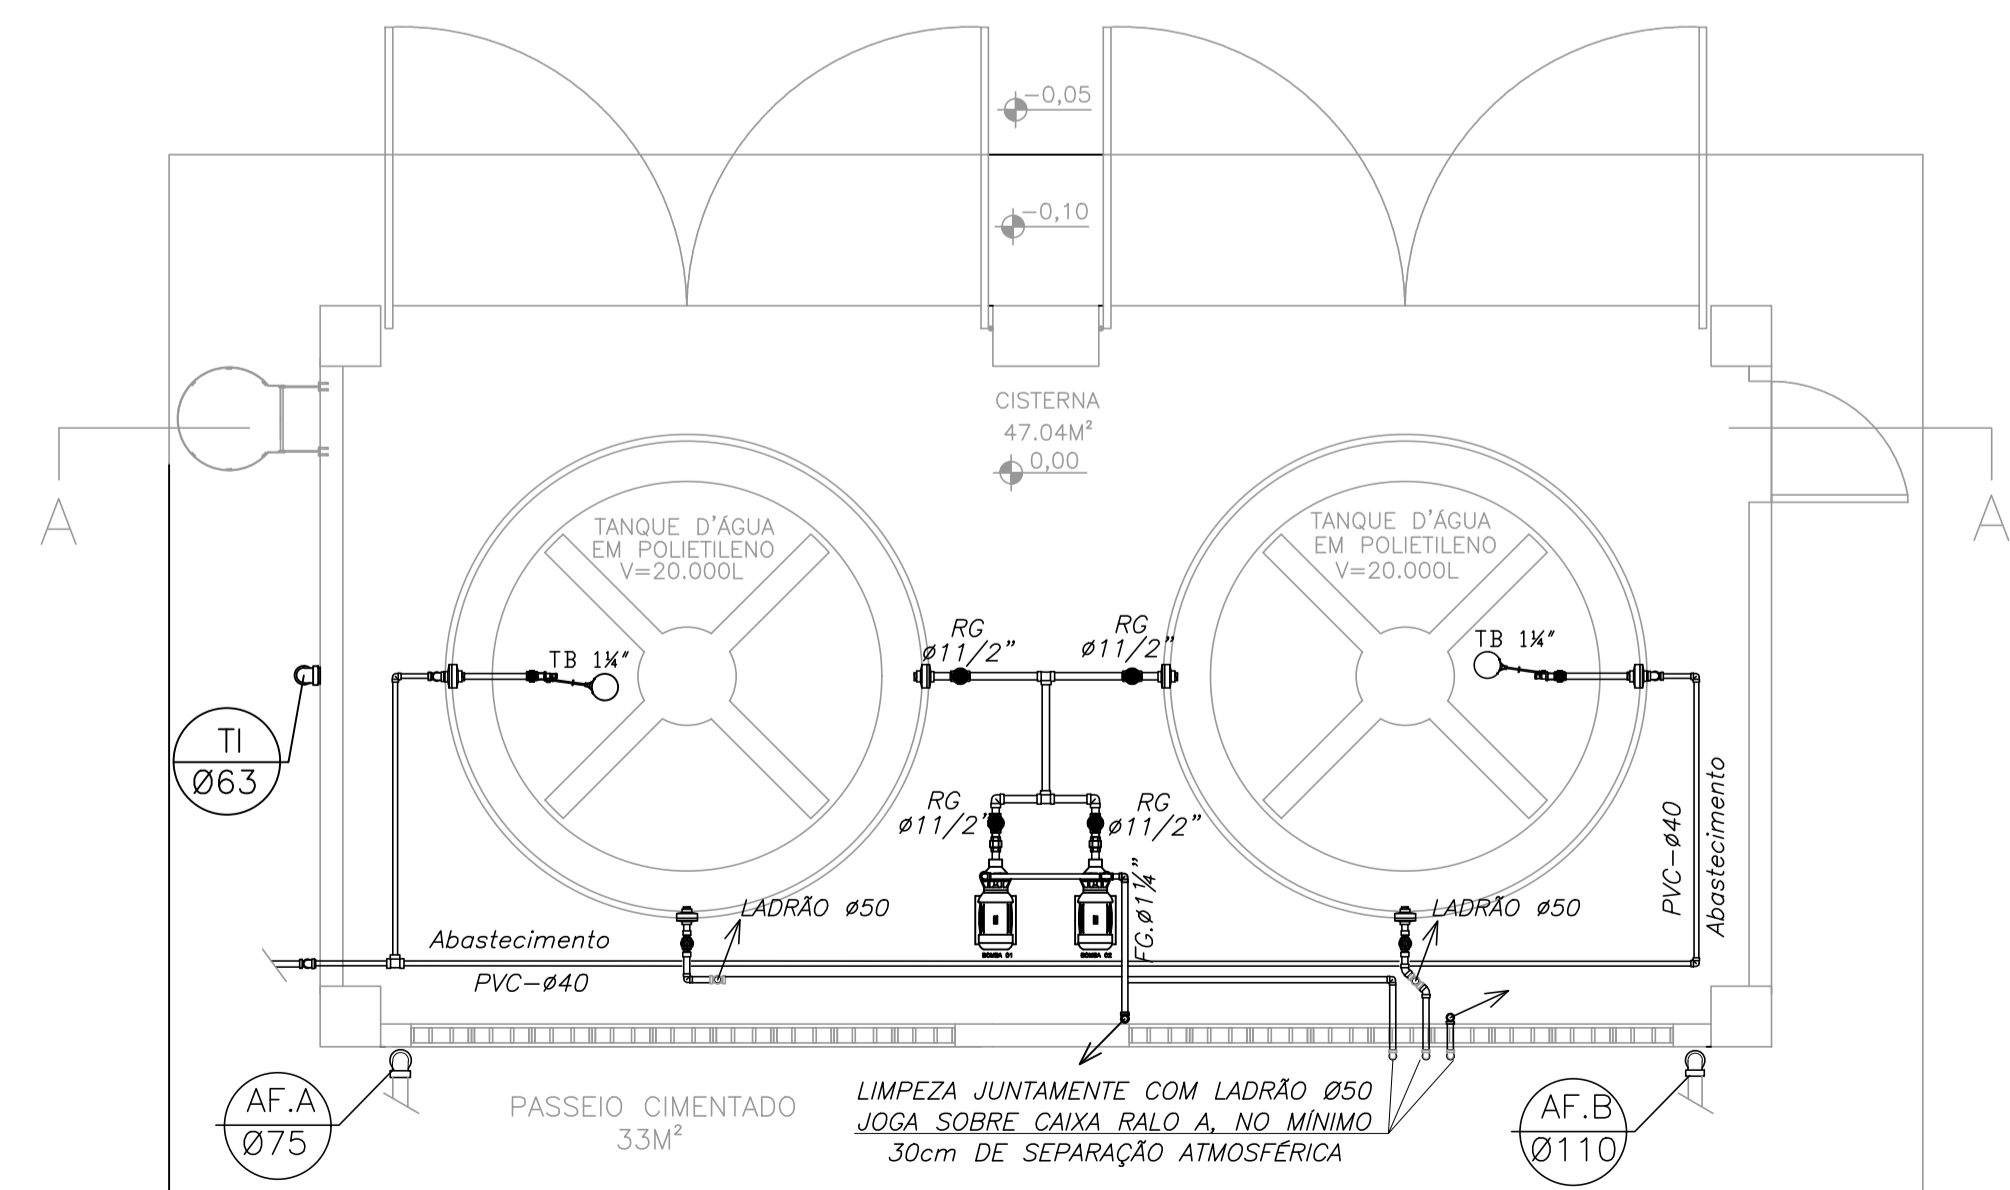 -0,05
-0,10
CISTERNA
47.04M²
0,00
A
A
TANQUE D'ÁGUA
EM POLIETILENO
V=20.000L
TANQUE D'ÁGUA
EM POLIETILENO
V=20.000L
RG
ø11/2"
RG
ø11/2"
TB 1¼"
TB 1¼"
TI
Ø63
RG
ø11/2"
RG
ø11/2"
FG.ø1¼"
PVC-ø40
Abastecimento
LADRÃO ø50
LADRÃO ø50
Abastecimento
PVC-ø40
BOMBA 01
BOMBA 02
AF.A
Ø75
PASSEIO CIMENTADO
33M²
LIMPEZA JUNTAMENTE COM LADRÃO Ø50
JOGA SOBRE CAIXA RALO A, NO MÍNIMO
30cm DE SEPARAÇÃO ATMOSFÉRICA
AF.B
Ø110